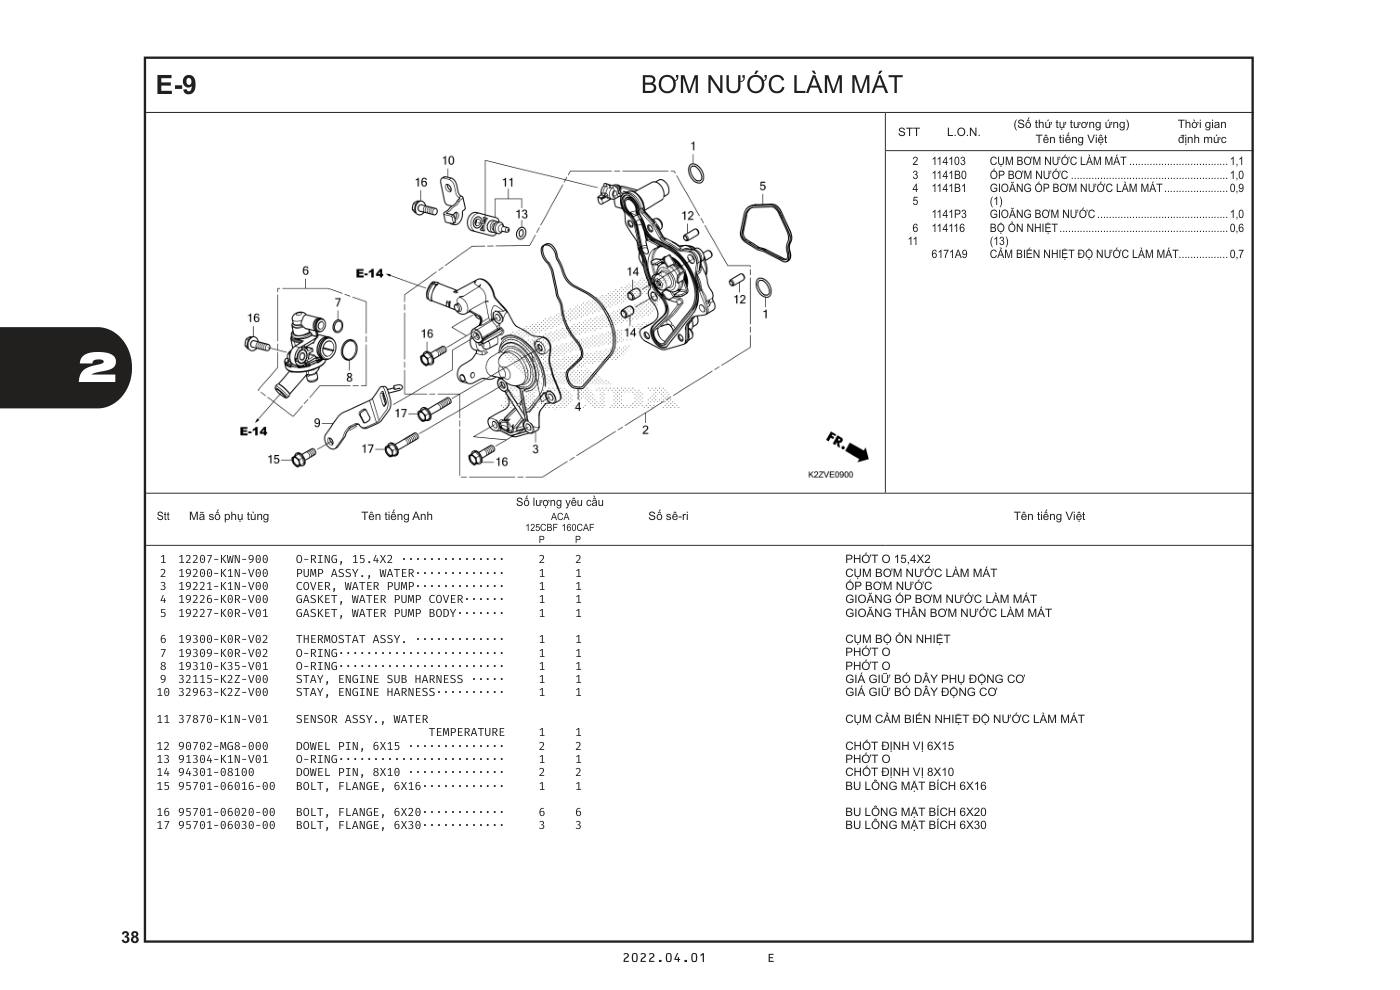 E-9
BƠM NƯỚC LÀM MÁT
STT L.O.N. (Số thứ tự tương ứng) Tên tiếng Việt Thời gian định mức
2 114103 CỤM BƠM NƯỚC LÀM MÁT .................................. 1,1
3 1141B0 ỐP BƠM NƯỚC ...................................................... 1,0
4 1141B1 GIOĂNG ỐP BƠM NƯỚC LÀM MÁT...................... 0,9
5 (1)
1141P3 GIOĂNG BƠM NƯỚC ............................................. 1,0
6 114116 BỘ ỔN NHIỆT.......................................................... 0,6
11 (13)
6171A9 CẢM BIẾN NHIỆT ĐỘ NƯỚC LÀM MÁT................. 0,7
1
10
16
11
13
5
12
E-14
6
14
7
16
12
1
16
14
8
HONDA
4
17
9
2
E-14
17
3
FR.
15
16
K2ZVE0900
2
Stt Mã số phụ tùng Tên tiếng Anh Số lượng yêu cầu Số sê-ri Tên tiếng Việt
ACA
125CBF 160CAF
P P
1 12207-KWN-900 O-RING, 15.4X2 ··············· 2 2 PHỚT O 15,4X2
2 19200-K1N-V00 PUMP ASSY., WATER············· 1 1 CỤM BƠM NƯỚC LÀM MÁT
3 19221-K1N-V00 COVER, WATER PUMP············· 1 1 ỐP BƠM NƯỚC
4 19226-K0R-V00 GASKET, WATER PUMP COVER······ 1 1 GIOĂNG ỐP BƠM NƯỚC LÀM MÁT
5 19227-K0R-V01 GASKET, WATER PUMP BODY······· 1 1 GIOĂNG THÂN BƠM NƯỚC LÀM MÁT
6 19300-K0R-V02 THERMOSTAT ASSY. ············· 1 1 CỤM BỘ ỔN NHIỆT
7 19309-K0R-V02 O-RING························ 1 1 PHỚT O
8 19310-K35-V01 O-RING························ 1 1 PHỚT O
9 32115-K2Z-V00 STAY, ENGINE SUB HARNESS ····· 1 1 GIÁ GIỮ BÓ DÂY PHỤ ĐỘNG CƠ
10 32963-K2Z-V00 STAY, ENGINE HARNESS·········· 1 1 GIÁ GIỮ BÓ DÂY ĐỘNG CƠ
11 37870-K1N-V01 SENSOR ASSY., WATER CỤM CẢM BIẾN NHIỆT ĐỘ NƯỚC LÀM MÁT
TEMPERATURE 1 1
12 90702-MG8-000 DOWEL PIN, 6X15 ·············· 2 2 CHỐT ĐỊNH VỊ 6X15
13 91304-K1N-V01 O-RING························ 1 1 PHỚT O
14 94301-08100 DOWEL PIN, 8X10 ·············· 2 2 CHỐT ĐỊNH VỊ 8X10
15 95701-06016-00 BOLT, FLANGE, 6X16············ 1 1 BU LÔNG MẶT BÍCH 6X16
16 95701-06020-00 BOLT, FLANGE, 6X20············ 6 6 BU LÔNG MẶT BÍCH 6X20
17 95701-06030-00 BOLT, FLANGE, 6X30············ 3 3 BU LÔNG MẶT BÍCH 6X30
38
2022.04.01 E